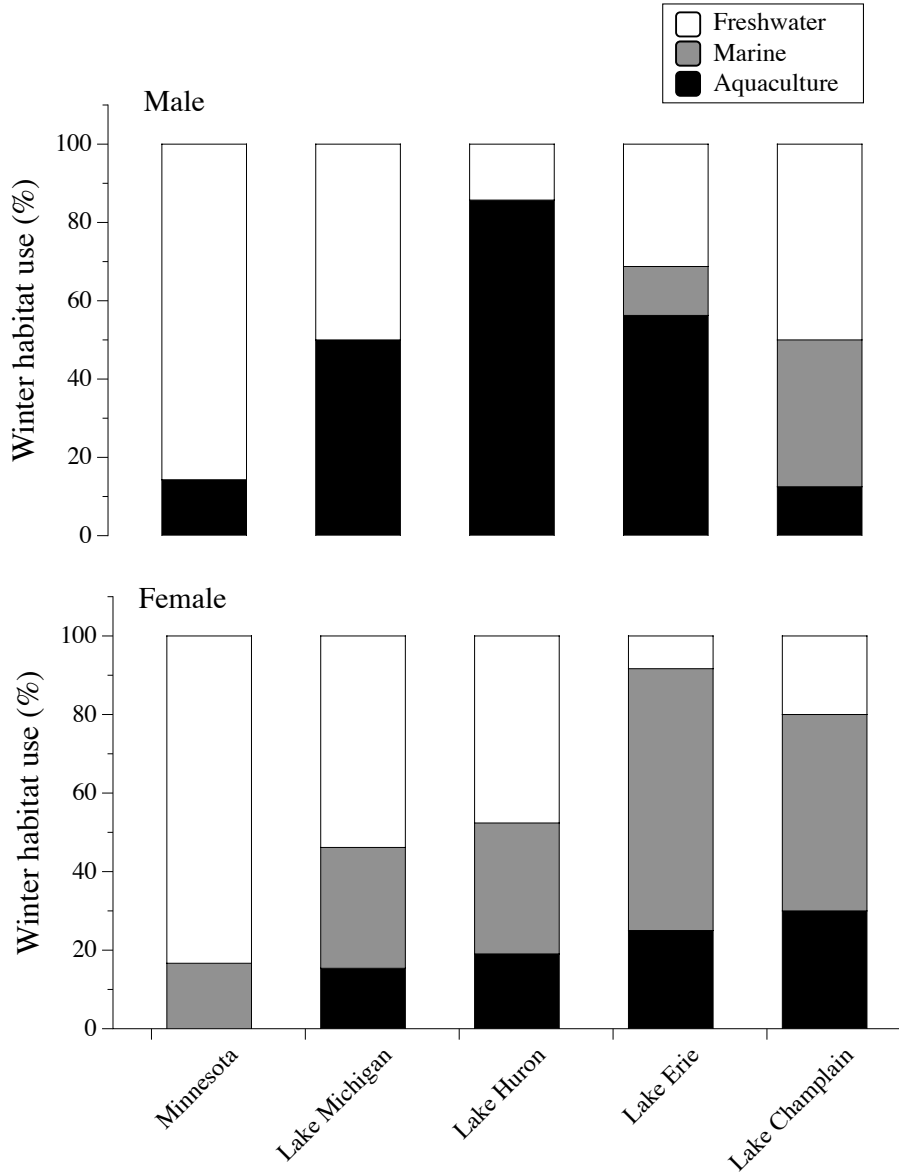 Freshwater
Marine
Aquaculture
Male
100
80
60
40
20
0
Winter habitat use (%)
Female
100
80
60
40
20
0
Winter habitat use (%)
Minnesota
Lake Michigan
Lake Huron
Lake Erie
Lake Champlain